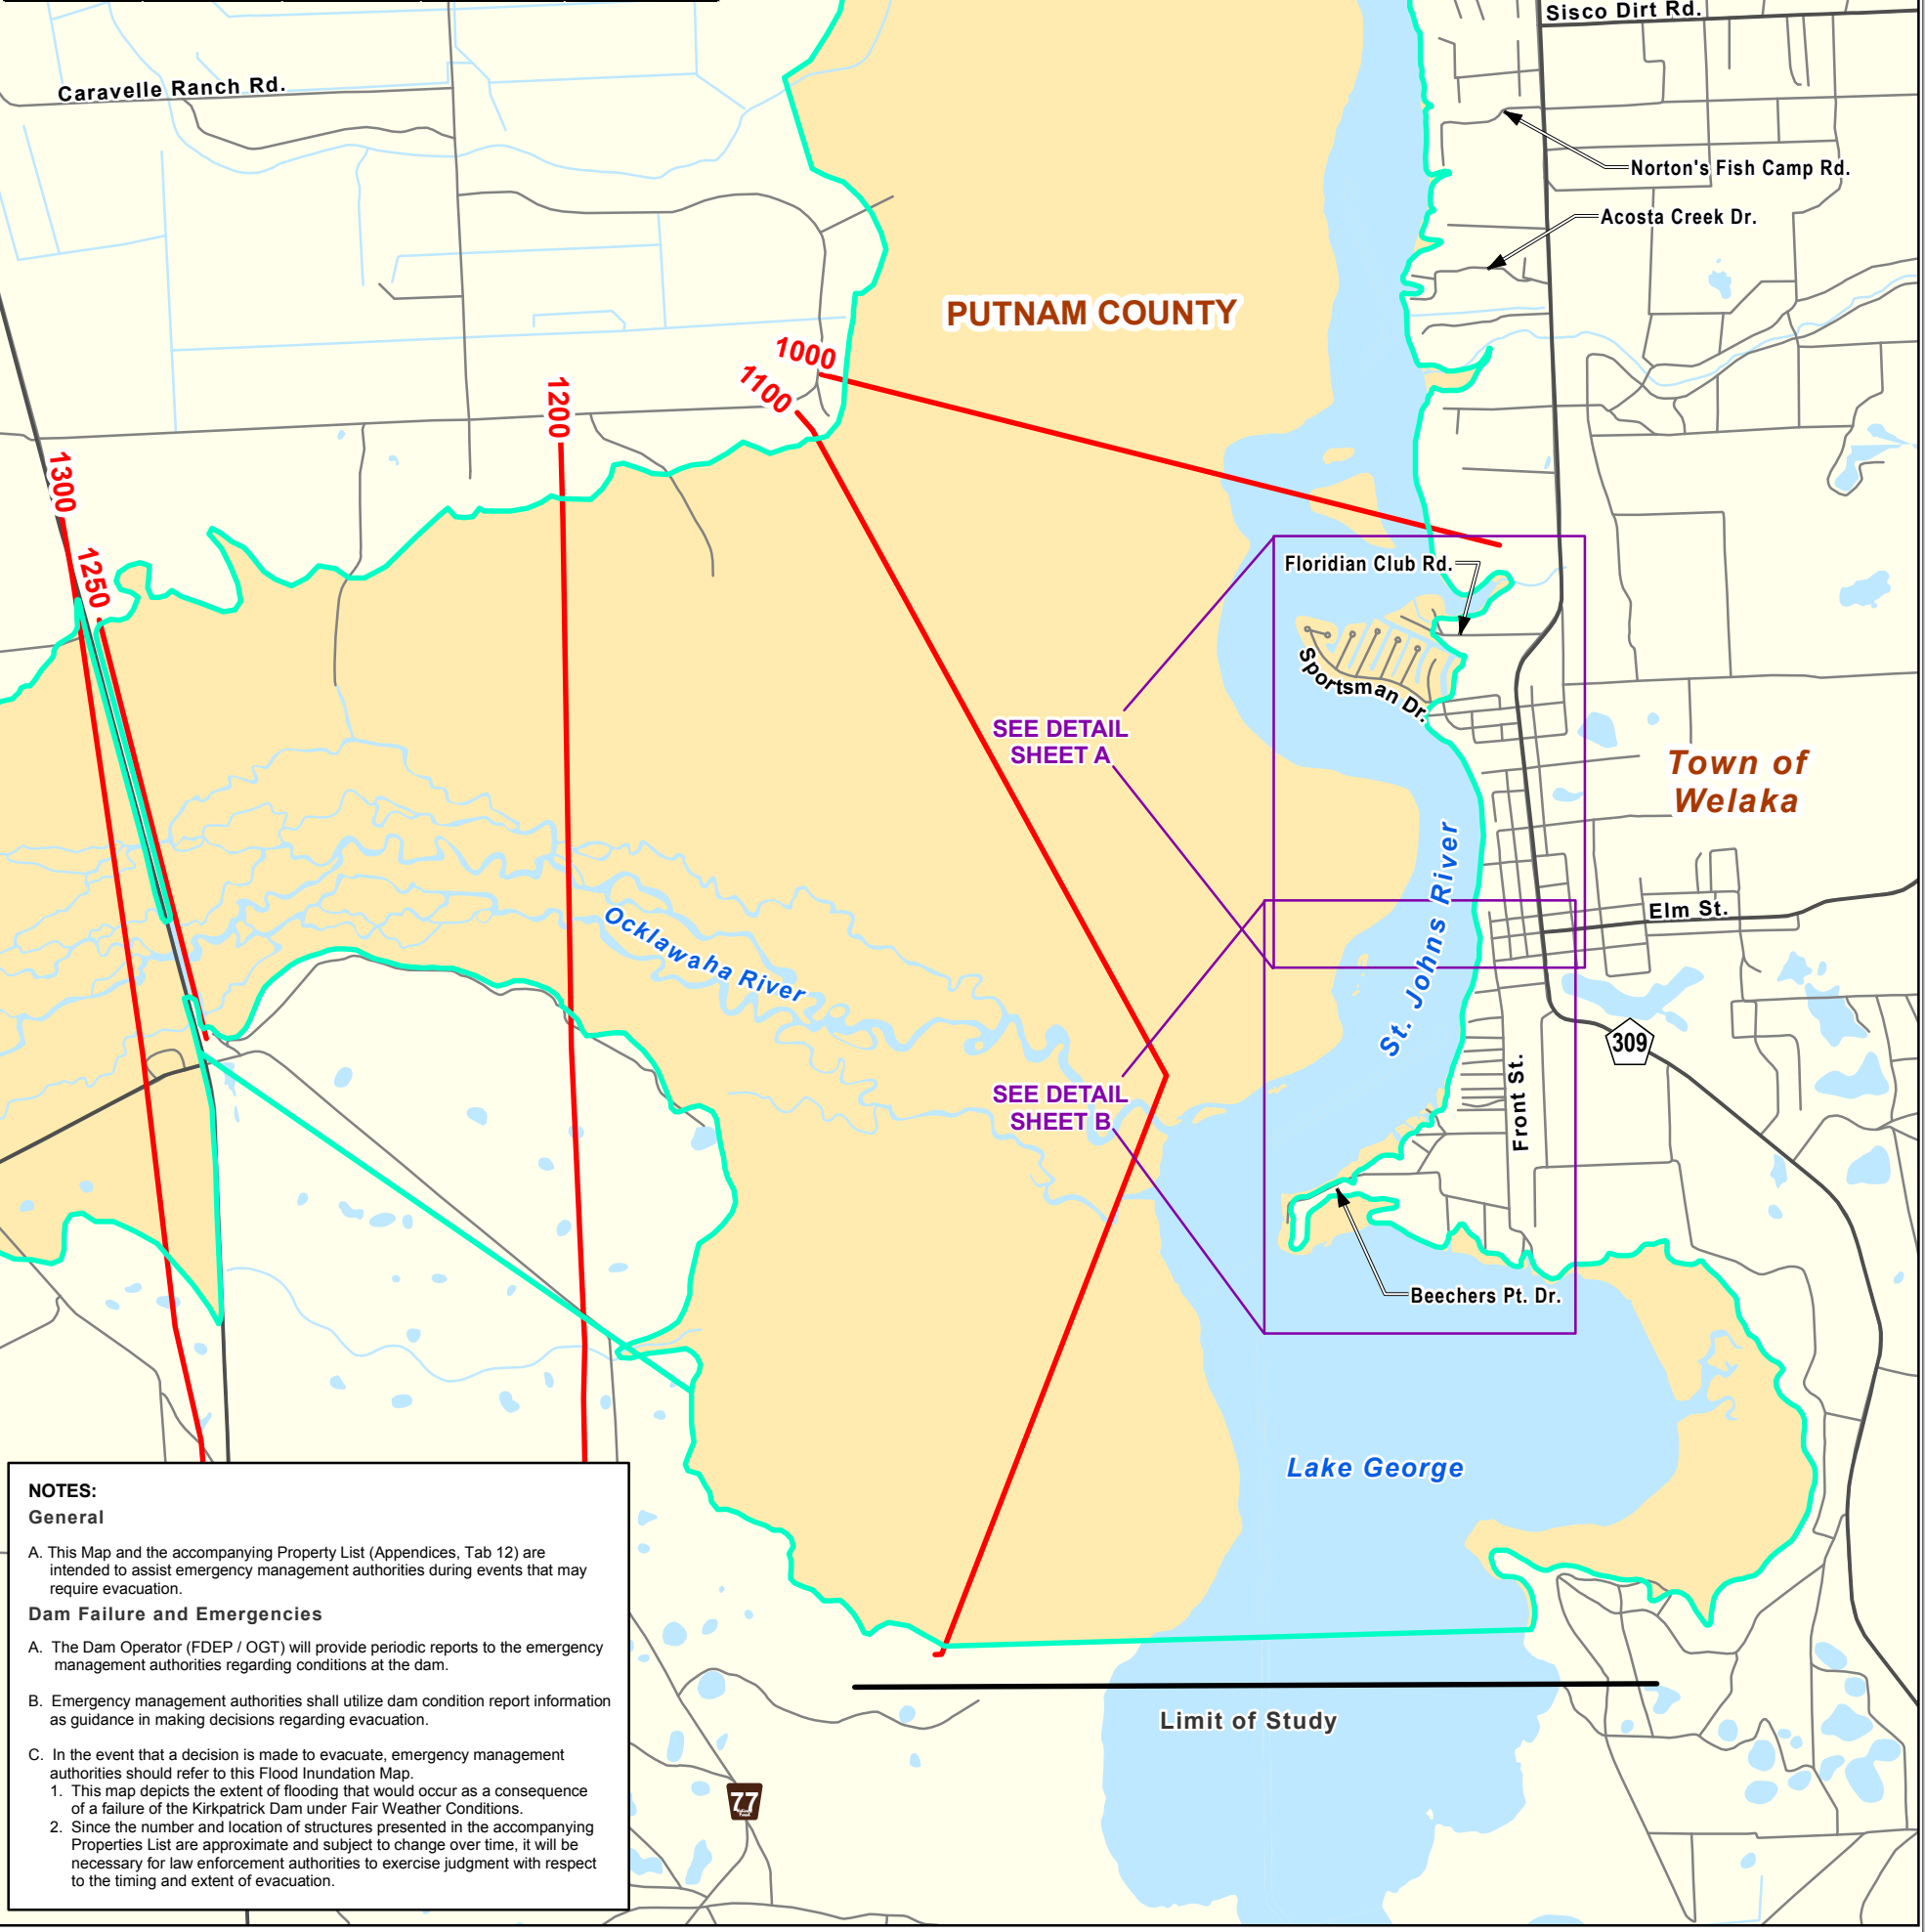 Sisco Dirt Rd.
Caravelle Ranch Rd.
Norton's Fish Camp Rd.
Acosta Creek Dr.
PUTNAM COUNTY
1000
1100
1200
1300
1250
Floridian Club Rd.
Sportsman Dr.
SEE DETAIL
SHEET A
Town of
Welaka
Elm St.
Ocklawaha River
St. Johns River
309
SEE DETAIL
SHEET B
Front St.
Beechers Pt. Dr.
Lake George
Limit of Study
77
NOTES:
General
A. This Map and the accompanying Property List (Appendices, Tab 12) are
intended to assist emergency management authorities during events that may
require evacuation.
Dam Failure and Emergencies
A. The Dam Operator (FDEP / OGT) will provide periodic reports to the emergency
management authorities regarding conditions at the dam.
B. Emergency management authorities shall utilize dam condition report information
as guidance in making decisions regarding evacuation.
C. In the event that a decision is made to evacuate, emergency management
authorities should refer to this Flood Inundation Map.
1. This map depicts the extent of flooding that would occur as a consequence
of a failure of the Kirkpatrick Dam under Fair Weather Conditions.
2. Since the number and location of structures presented in the accompanying
Properties List are approximate and subject to change over time, it will be
necessary for law enforcement authorities to exercise judgment with respect
to the timing and extent of evacuation.